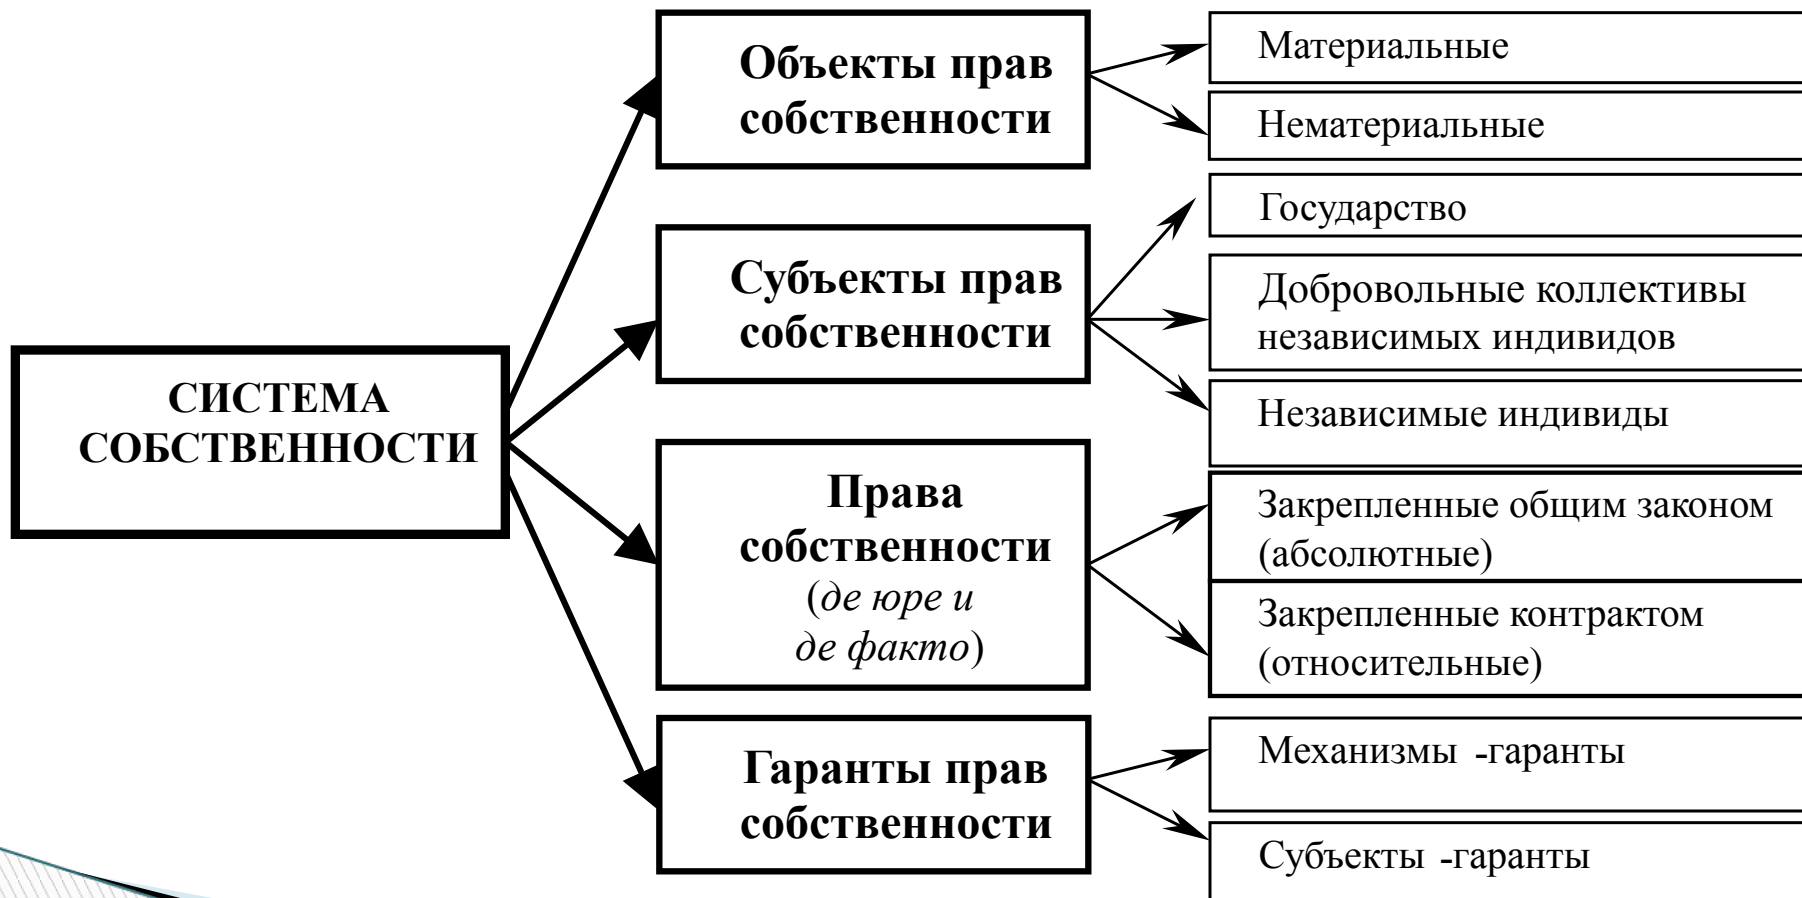 СИСТЕМА
СОБСТВЕННОСТИ
Объекты прав
собственности
Материальные
Нематериальные
Субъекты прав
собственности
Государство
Добровольные коллективы
независимых индивидов
Независимые индивиды
Права
собственности
(де юре и
де факто)
Закрепленные общим законом
(абсолютные)
Закрепленные контрактом
(относительные)
Гаранты прав
собственности
Механизмы -гаранты
Субъекты -гаранты